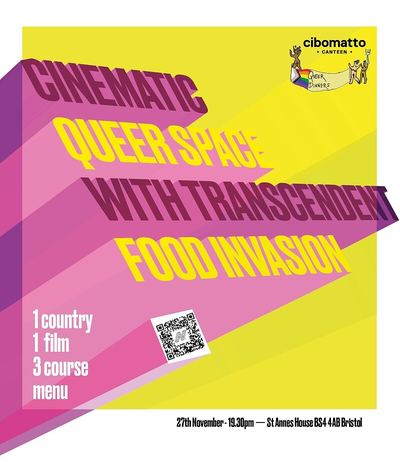 cibomatto
• CANTEEN •
QUEER
DINNERS
CINEMATIC
QUEER SPACE
WITH TRANSCENDENT
FOOD INVASION
1 country
1 film
3 course
menu
27th November - 19.30pm — St Annes House BS4 4AB Bristol